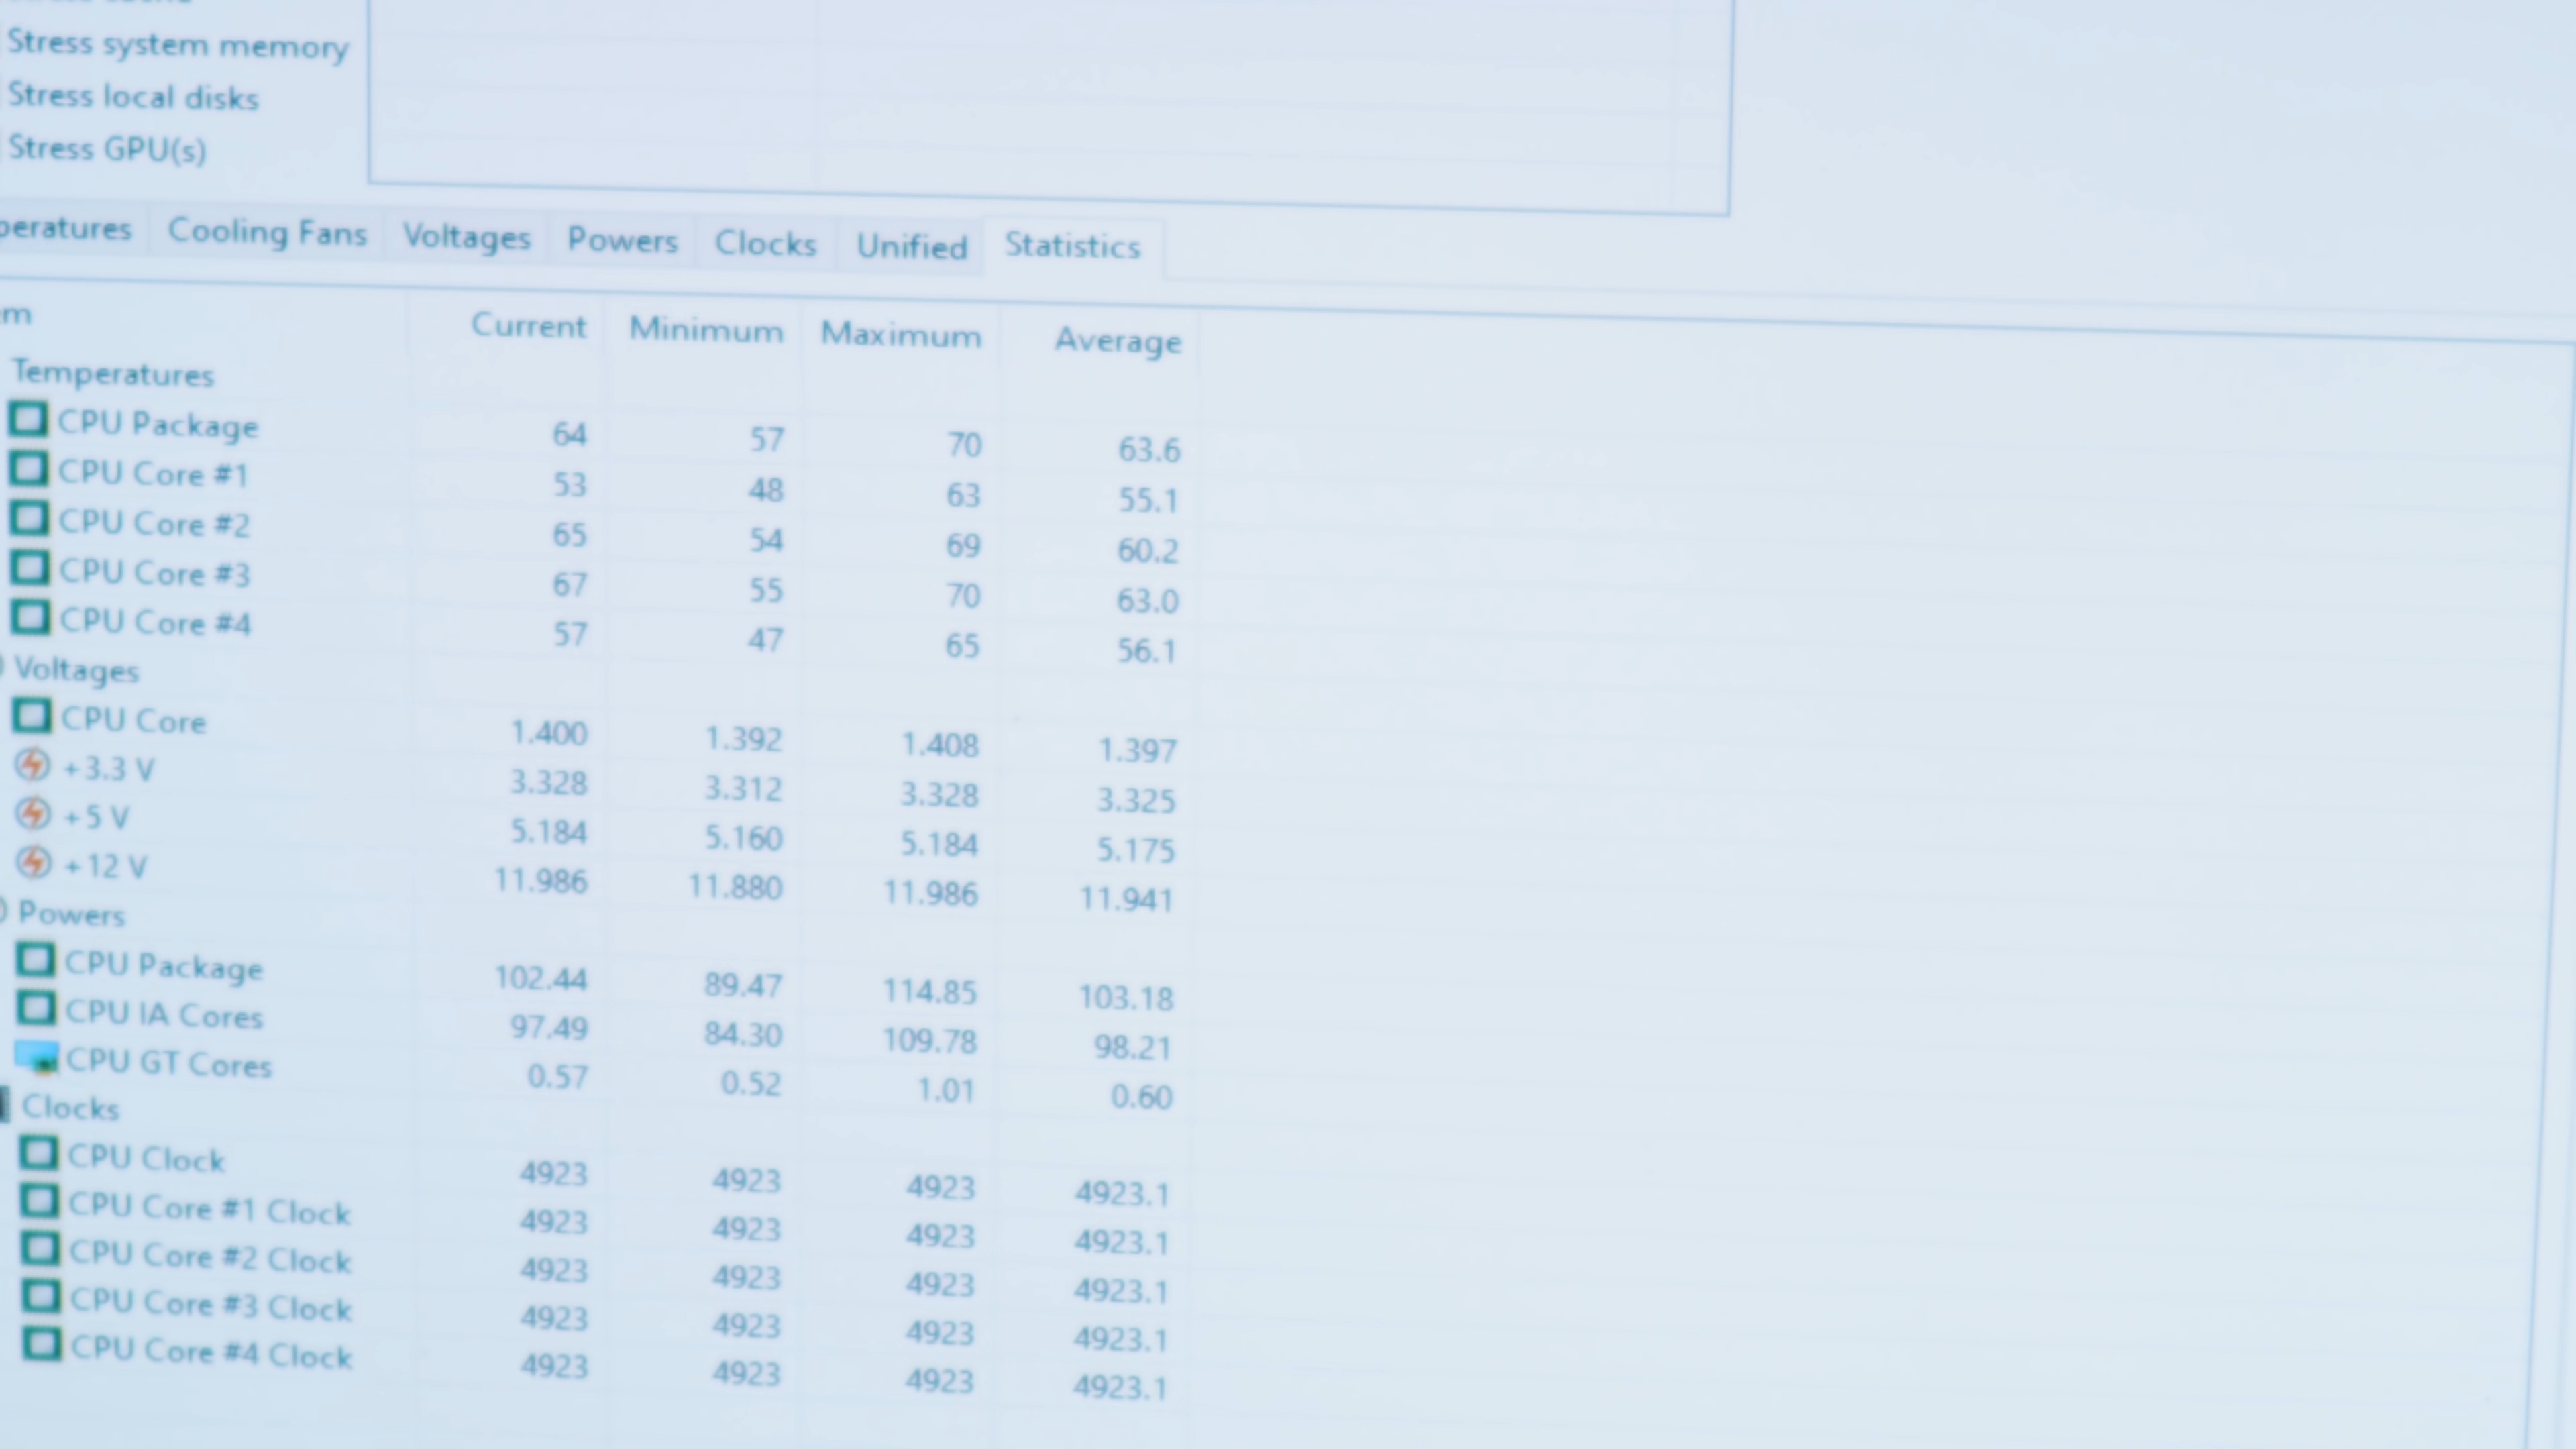 Stress system memory
Stress local disks
Stress GPU(s)
peratures Cooling Fans Voltages Powers Clocks Unified Statistics
em Current Minimum Maximum Average
Temperatures
CPU Package 64 57 70 63.6
CPU Core #1 53 48 63 55.1
CPU Core #2 65 54 69 60.2
CPU Core #3 67 55 70 63.0
CPU Core #4 57 47 65 56.1
Voltages
CPU Core 1.400 1.392 1.408 1.397
+3.3 V 3.328 3.312 3.328 3.325
+5 V 5.184 5.160 5.184 5.175
+12 V 11.986 11.880 11.986 11.941
Powers
CPU Package 102.44 89.47 114.85 103.18
CPU IA Cores 97.49 84.30 109.78 98.21
CPU GT Cores 0.57 0.52 1.01 0.60
Clocks
CPU Clock 4923 4923 4923 4923.1
CPU Core #1 Clock 4923 4923 4923 4923.1
CPU Core #2 Clock 4923 4923 4923 4923.1
CPU Core #3 Clock 4923 4923 4923 4923.1
CPU Core #4 Clock 4923 4923 4923 4923.1